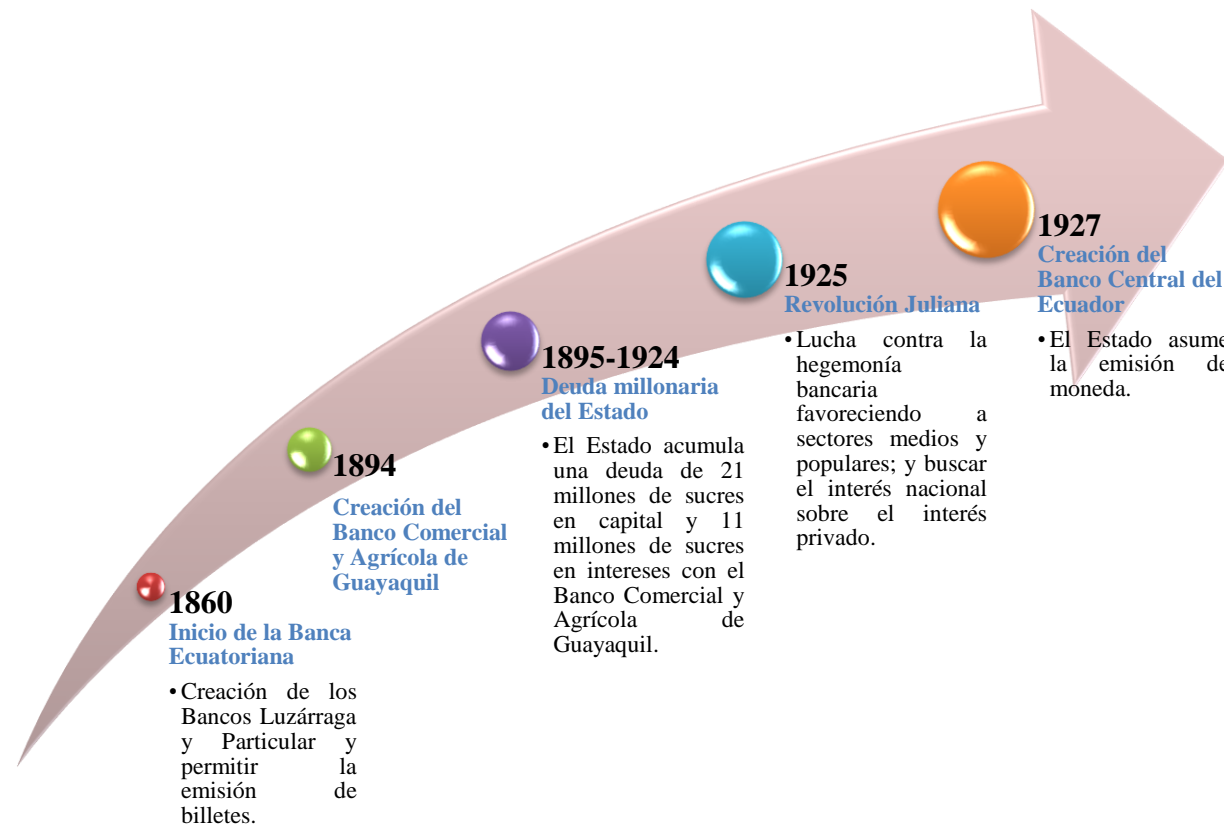 1860
Inicio de la Banca
Ecuatoriana
• Creación de los
Bancos Luzárraga
y Particular y
permitir la
emisión de
billetes.
1894
Creación del
Banco Comercial
y Agrícola de
Guayaquil
1895-1924
Deuda millonaria
del Estado
• El Estado acumula
una deuda de 21
millones de sucres
en capital y 11
millones de sucres
en intereses con el
Banco Comercial y
Agrícola de
Guayaquil.
1925
Revolución Juliana
• Lucha contra la
hegemonía
bancaria
favoreciendo a
sectores medios y
populares; y buscar
el interés nacional
sobre el interés
privado.
1927
Creación del
Banco Central del
Ecuador
• El Estado asume
la emisión de
moneda.